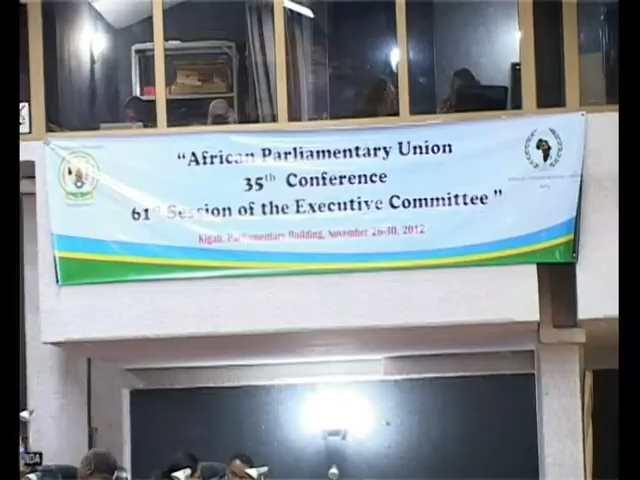 "African Parliamentary Union
35th Conference
61st Session of the Executive Committee"
Kigali, Parliamentary Building, November 26-30, 2012